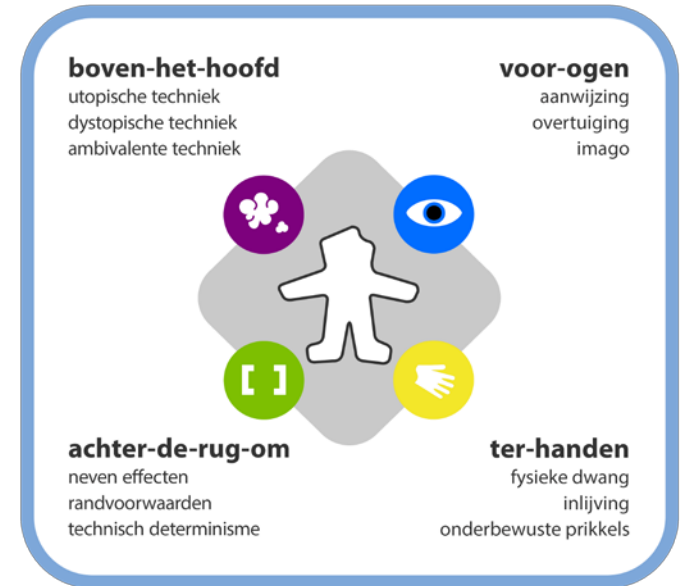 boven-het-hoofd
utopische techniek
dystopische techniek
ambivalente techniek
voor-ogen
aanwijzing
overtuiging
imago
achter-de-rug-om
neven effecten
randvoorwaarden
technisch determinisme
ter-handen
fysieke dwang
inlijving
onderbewuste prikkels